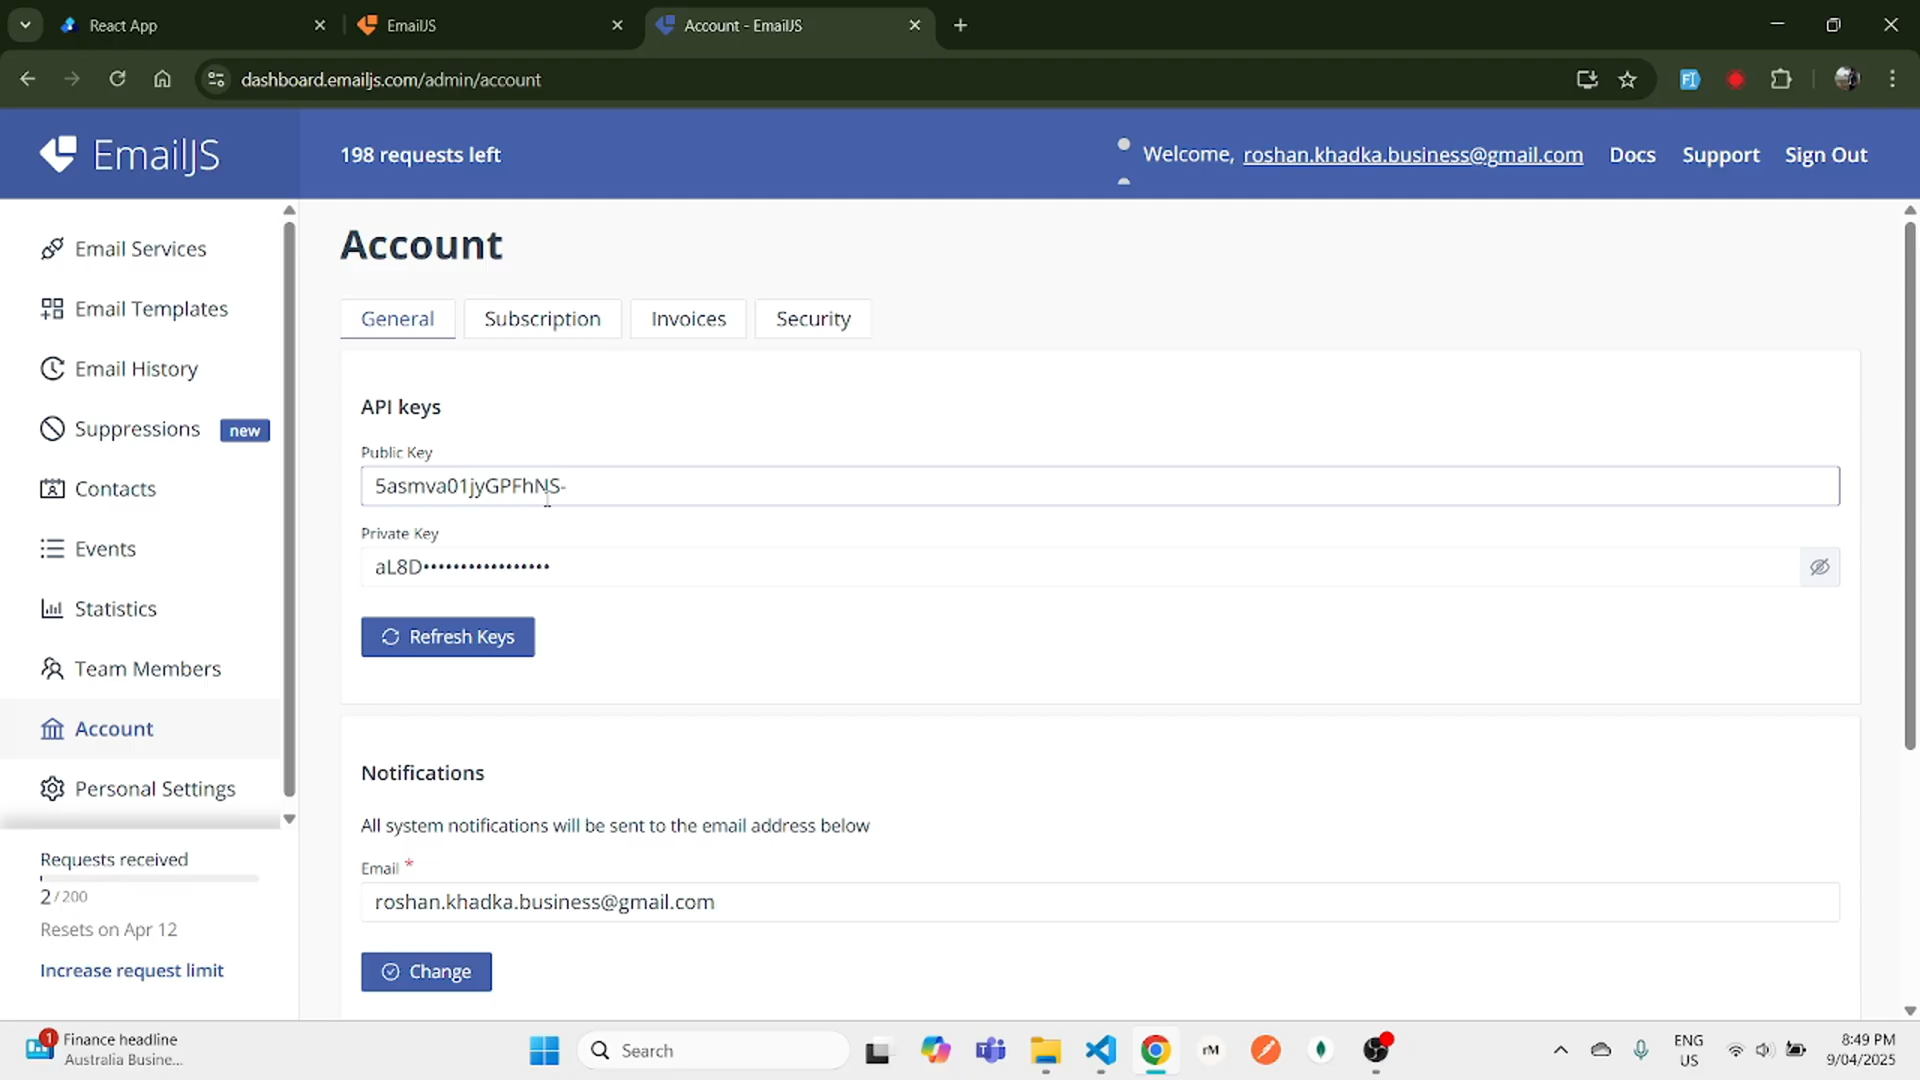 React App
EmailJS
Account - EmailJS
dashboard.emailjs.com/admin/account
EmailJS
198 requests left
Welcome, roshan.khadka.business@gmail.com
Docs
Support
Sign Out
Email Services
Email Templates
Email History
Suppressions new
Contacts
Events
Statistics
Team Members
Account
Personal Settings
Requests received
2/200
Resets on Apr 12
Increase request limit
Account
General
Subscription
Invoices
Security
API keys
Public Key
5asmva01jyGPFhNS-
Private Key
aL8D•••••••••••••••••
Refresh Keys
Notifications
All system notifications will be sent to the email address below
Email *
roshan.khadka.business@gmail.com
Change
1
Finance headline
Australia Busine...
Search
rM
ENG
US
8:49 PM
9/04/2025